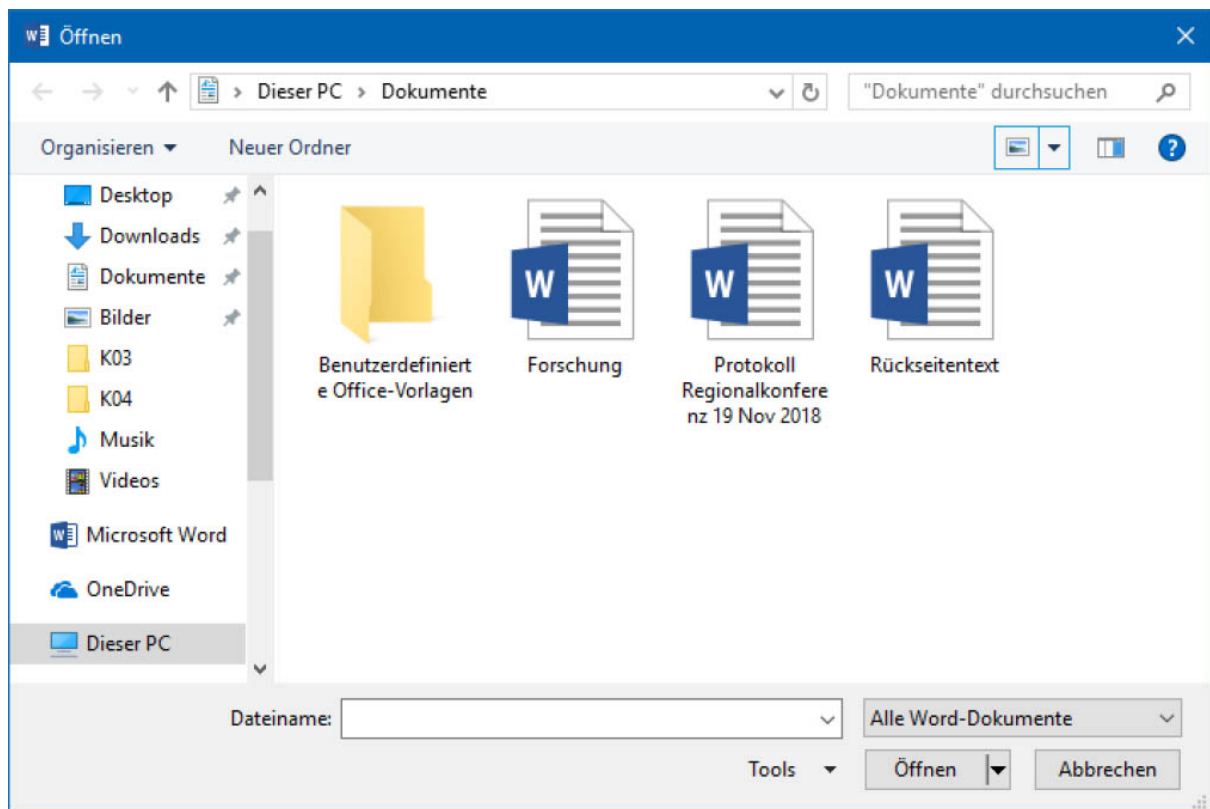 Öffnen
Dieser PC > Dokumente
"Dokumente" durchsuchen
Organisieren
Neuer Ordner
Desktop
Downloads
Dokumente
Bilder
K03
K04
Musik
Videos
Microsoft Word
OneDrive
Dieser PC
Benutzerdefiniert
e Office-Vorlagen
Forschung
Protokoll
Regionalkonfere
nz 19 Nov 2018
Rückseitentext
Dateiname:
Alle Word-Dokumente
Tools
Öffnen
Abbrechen